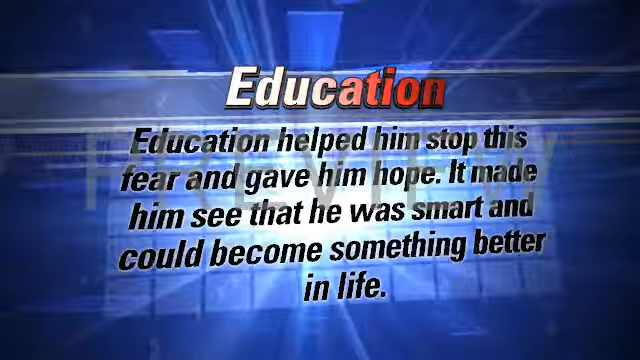 Education
Education helped him stop this
fear and gave him hope. It made
him see that he was smart and
could become something better
in life.
PREVIEW